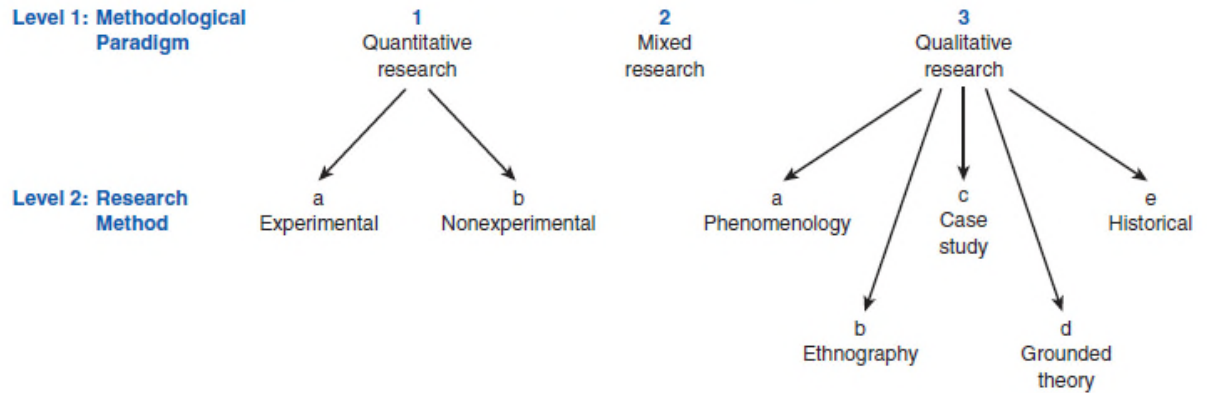 Level 1: Methodological
Paradigm
1
Quantitative
research
2
Mixed
research
3
Qualitative
research
Level 2: Research
Method
a
Experimental
b
Nonexperimental
a
Phenomenology
c
Case
study
e
Historical
b
Ethnography
d
Grounded
theory